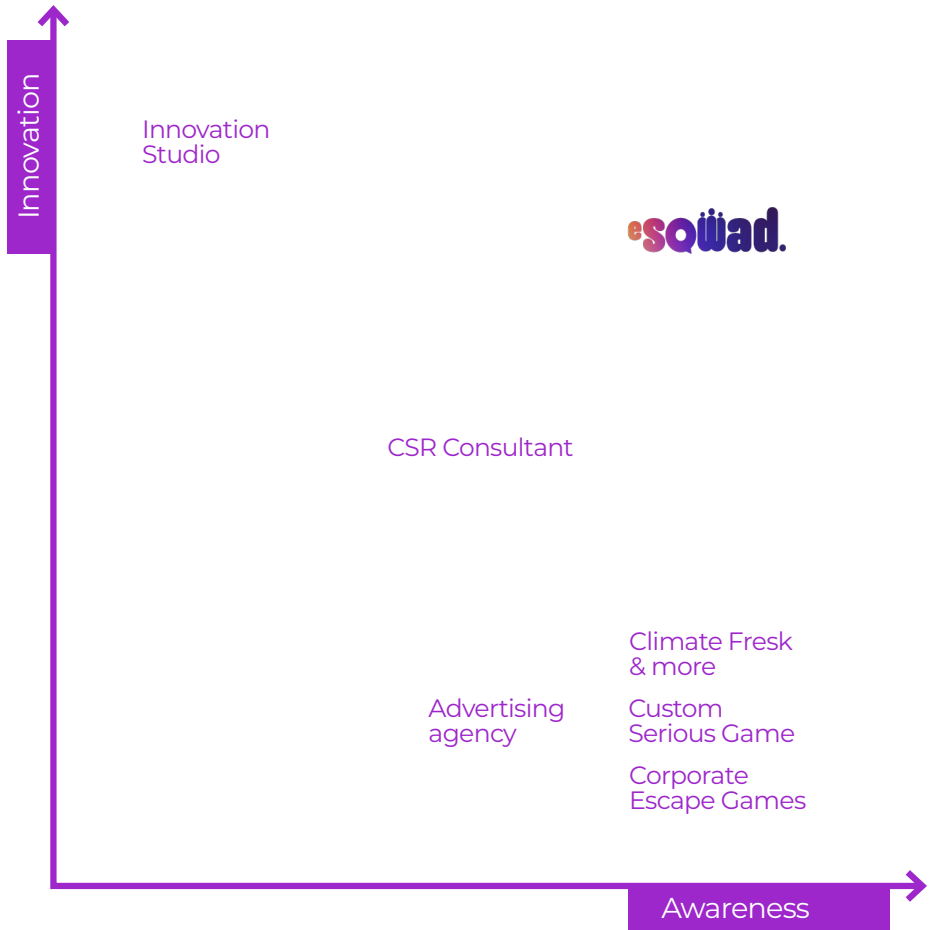 Innovation
Innovation
Studio
esqwad.
CSR Consultant
Climate Fresk
& more
Advertising
agency
Custom
Serious Game
Corporate
Escape Games
Awareness